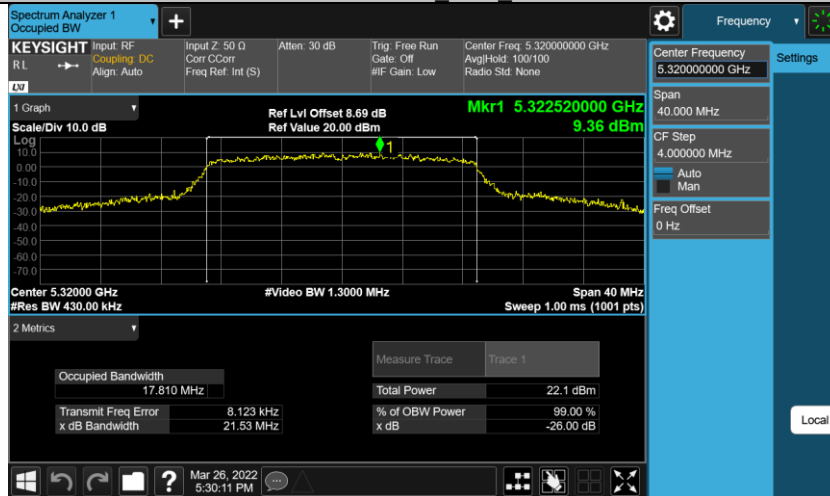 Spectrum Analyzer 1
Occupied BW
+
Frequency
KEYSIGHT
RL
LXI
Input: RF
Coupling: DC
Align: Auto
Input Z: 50 Ω
Corr CCorr
Freq Ref: Int (S)
Atten: 30 dB
Trig: Free Run
Gate: Off
#IF Gain: Low
Center Freq: 5.320000000 GHz
Avg|Hold: 100/100
Radio Std: None
Center Frequency
5.320000000 GHz
Settings
Span
40.000 MHz
CF Step
4.000000 MHz
Auto
Man
Freq Offset
0 Hz
Local
1 Graph
Scale/Div 10.0 dB
Ref Lvl Offset 8.69 dB
Ref Value 20.00 dBm
Mkr1 5.322520000 GHz
9.36 dBm
Log
10.0
0.00
-10.0
-20.0
-30.0
-40.0
-50.0
-60.0
-70.0
1
Center 5.32000 GHz
#Res BW 430.00 kHz
#Video BW 1.3000 MHz
Span 40 MHz
Sweep 1.00 ms (1001 pts)
2 Metrics
Measure Trace Trace 1
Occupied Bandwidth
17.810 MHz
Total Power 22.1 dBm
Transmit Freq Error 8.123 kHz
% of OBW Power 99.00 %
x dB Bandwidth 21.53 MHz
x dB -26.00 dB
?
Mar 26, 2022
5:30:11 PM